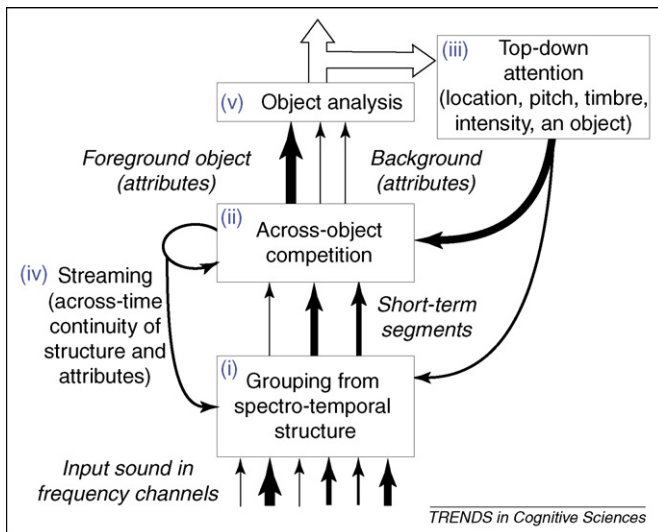 (iii) Top-down
attention
(location, pitch, timbre,
intensity, an object)
(v) Object analysis
Foreground object
(attributes)
Background
(attributes)
(ii)
Across-object
competition
(iv) Streaming
(across-time
continuity of
structure and
attributes)
Short-term
segments
(i)
Grouping from
spectro-temporal
structure
Input sound in
frequency channels
TRENDS in Cognitive Sciences